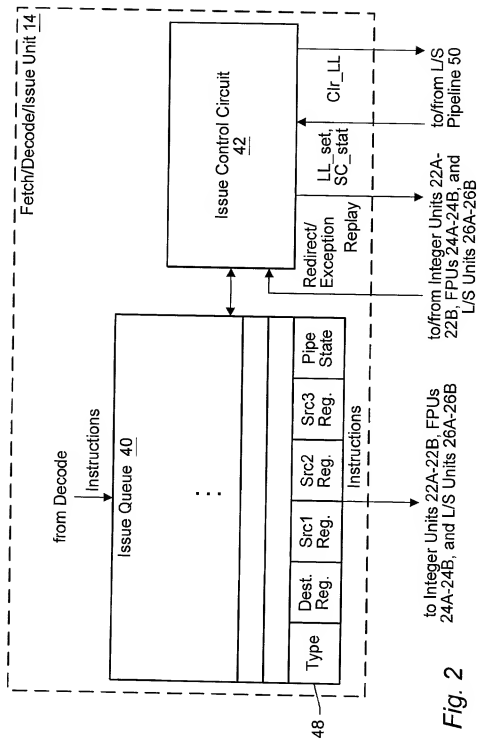 Fetch/Decode/Issue Unit 14
from Decode
Instructions
Issue Queue 40
Issue Control Circuit
42
Type
Dest.
Reg.
Src1
Reg.
Src2
Reg.
Src3
Reg.
Pipe
State
48
Instructions
Redirect/
Exception
Replay
LL_set,
SC_stat
Clr_LL
to Integer Units 22A-22B, FPUs
24A-24B, and L/S Units 26A-26B
to/from Integer Units 22A-
22B, FPUs 24A-24B, and
L/S Units 26A-26B
to/from L/S
Pipeline 50
Fig. 2